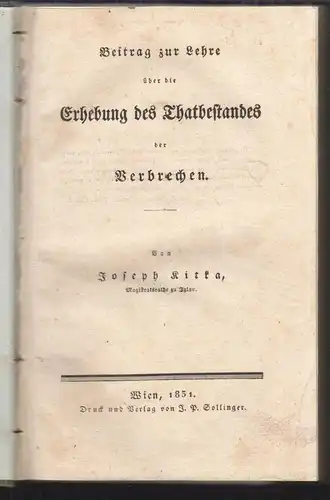 Beitrag zur Lehre
über die
Erhebung des Thatbestandes
der
Verbrechen.
Von
Joseph Kitka,
Magistratsrathe zu Iglau.
Wien, 1831.
Druck und Verlag von J. P. Sollinger.